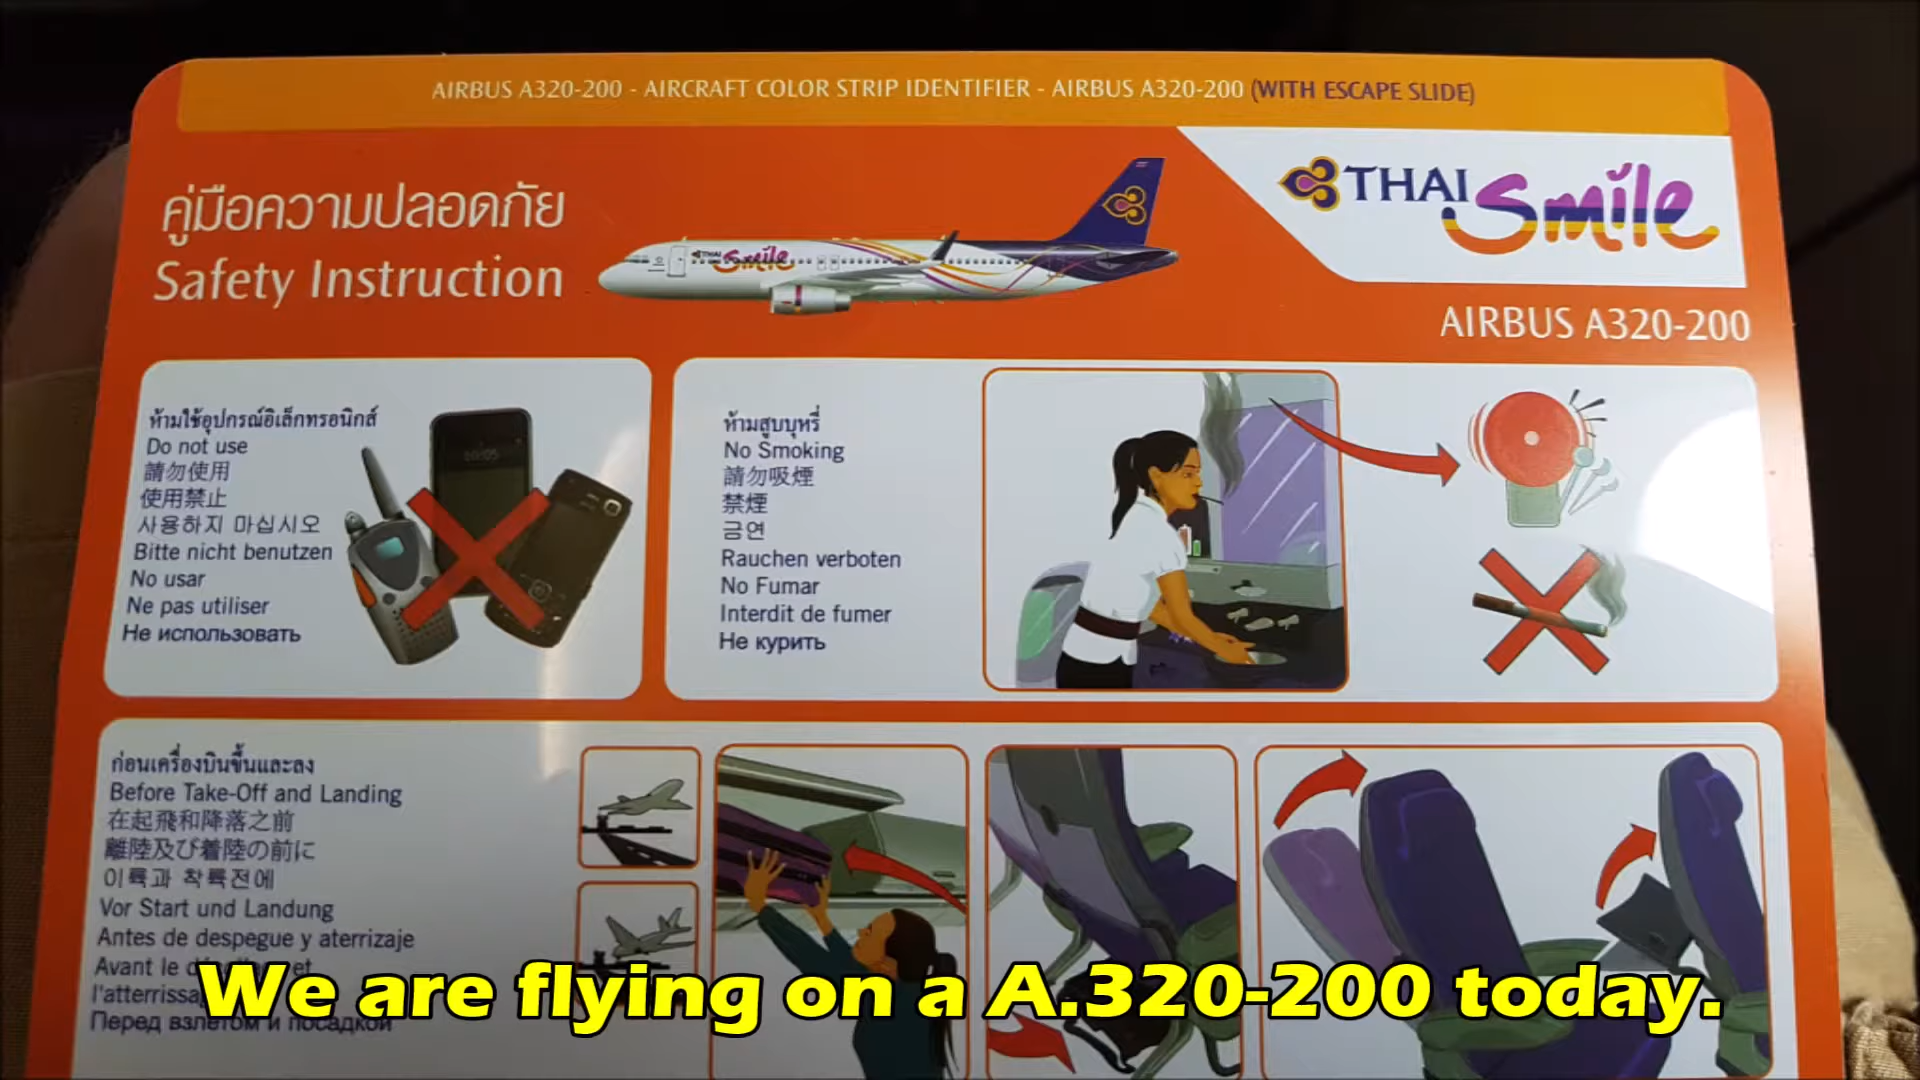 AIRBUS A320-200 - AIRCRAFT COLOR STRIP IDENTIFIER - AIRBUS A320-200 (WITH ESCAPE SLIDE)
คู่มือความปลอดภัย
Safety Instruction
THAI Smile
THAI Smile
AIRBUS A320-200
ห้ามใช้อุปกรณ์อิเล็กทรอนิกส์
Do not use
請勿使用
使用禁止
사용하지 마십시오
Bitte nicht benutzen
No usar
Ne pas utiliser
Не использовать
10:05
ห้ามสูบบุหรี่
No Smoking
請勿吸煙
禁煙
금연
Rauchen verboten
No Fumar
Interdit de fumer
Не курить
ก่อนเครื่องบินขึ้นและลง
Before Take-Off and Landing
在起飛和降落之前
離陸及び着陸の前に
이륙과 착륙전에
Vor Start und Landung
Antes de despegue y aterrizaje
Avant le et
l'atterrissa
Перед взлетом и посадкой
We are flying on a A.320-200 today.